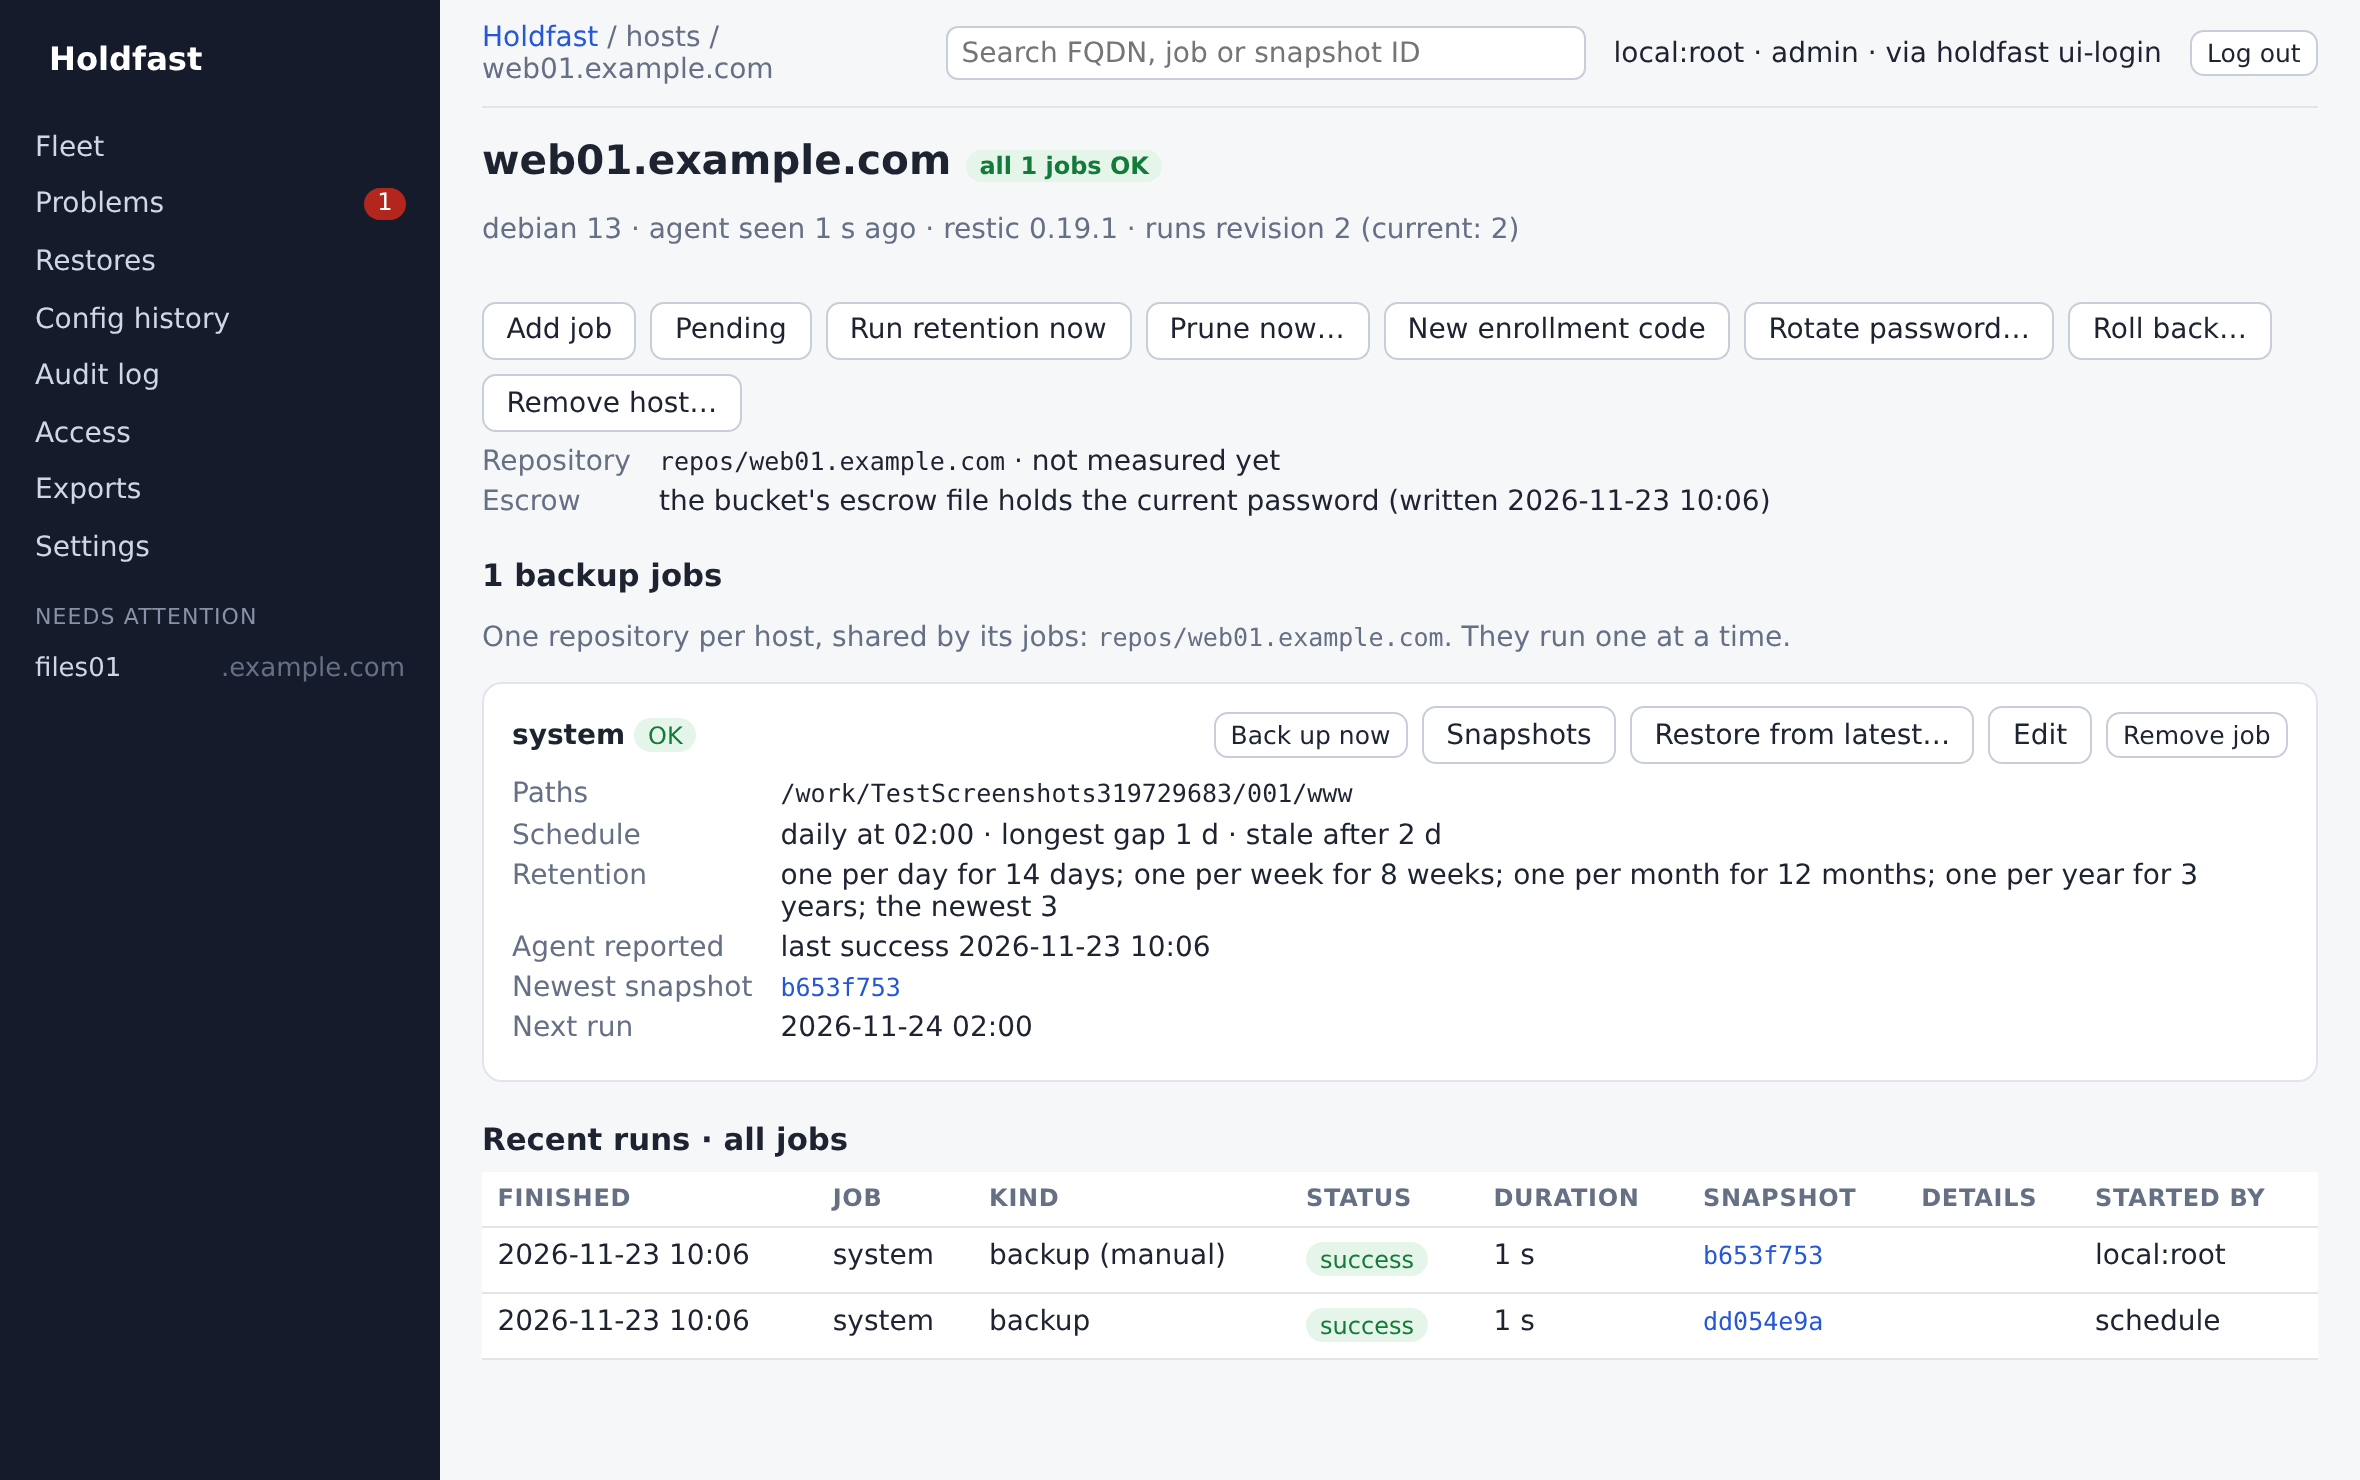 Holdfast
Fleet
Problems 1
Restores
Config history
Audit log
Access
Exports
Settings
NEEDS ATTENTION
files01 .example.com
Holdfast / hosts /
web01.example.com
Search FQDN, job or snapshot ID
local:root · admin · via holdfast ui-login
Log out
web01.example.com all 1 jobs OK
debian 13 · agent seen 1 s ago · restic 0.19.1 · runs revision 2 (current: 2)
Add job Pending Run retention now Prune now… New enrollment code Rotate password… Roll back…
Remove host…
Repository repos/web01.example.com · not measured yet
Escrow the bucket's escrow file holds the current password (written 2026-11-23 10:06)
1 backup jobs
One repository per host, shared by its jobs: repos/web01.example.com. They run one at a time.
system OK Back up now Snapshots Restore from latest… Edit Remove job
Paths /work/TestScreenshots319729683/001/www
Schedule daily at 02:00 · longest gap 1 d · stale after 2 d
Retention one per day for 14 days; one per week for 8 weeks; one per month for 12 months; one per year for 3
years; the newest 3
Agent reported last success 2026-11-23 10:06
Newest snapshot b653f753
Next run 2026-11-24 02:00
Recent runs · all jobs
FINISHED JOB KIND STATUS DURATION SNAPSHOT DETAILS STARTED BY
2026-11-23 10:06 system backup (manual) success 1 s b653f753 local:root
2026-11-23 10:06 system backup success 1 s dd054e9a schedule